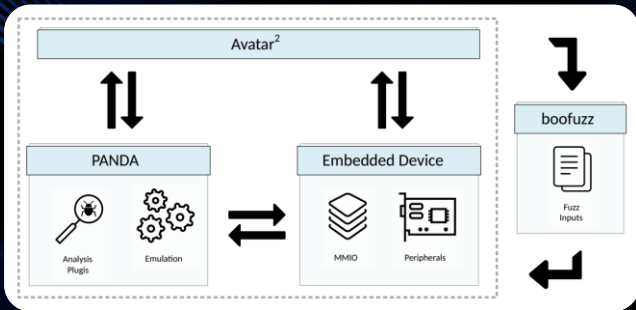 Avatar2
boofuzz
PANDA
Embedded Device
Fuzz
Inputs
Analysis
Plugis
Emulation
MMIO
Peripherals